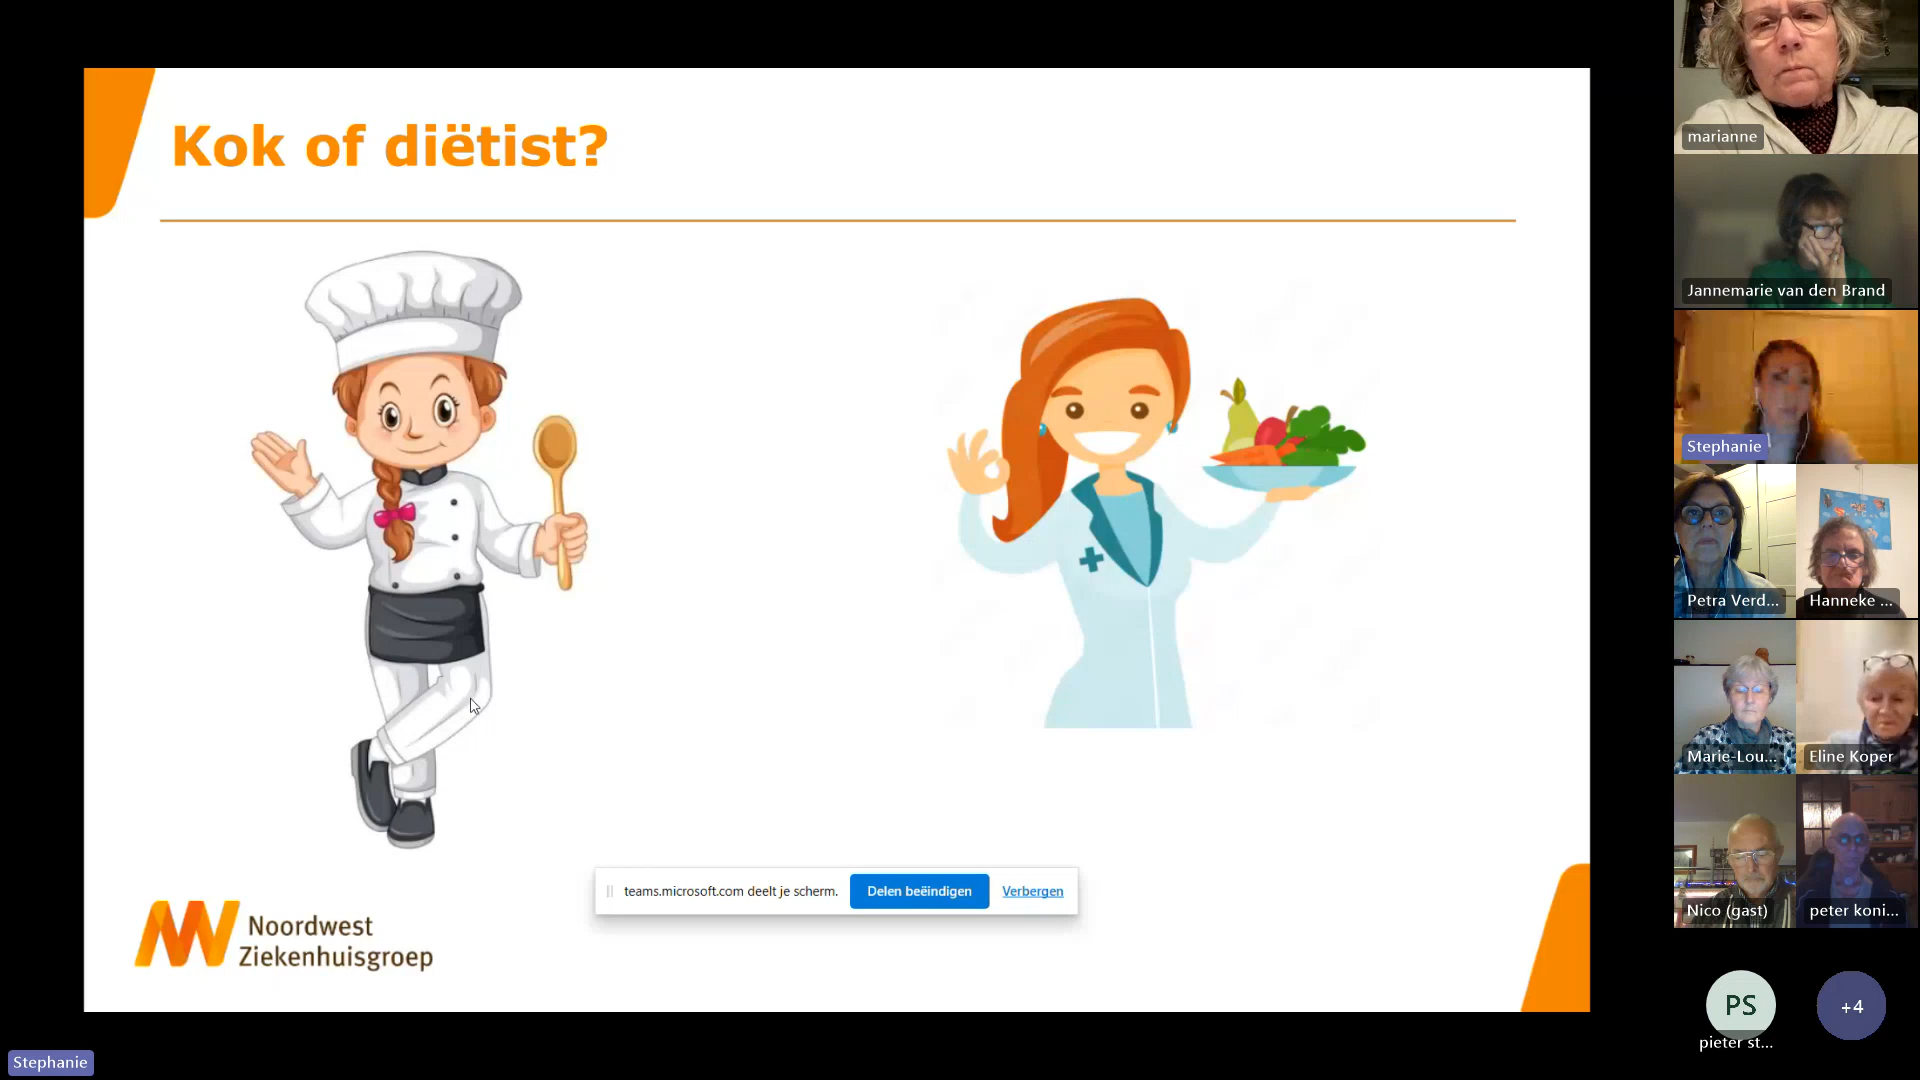 Kok of diëtist?
teams.microsoft.com deelt je scherm.
Delen beëindigen
Verbergen
Noordwest
Ziekenhuisgroep
Stephanie
marianne
Jannemarie van den Brand
Stephanie
Petra Verd...
Hanneke ...
Marie-Lou...
Eline Koper
Nico (gast)
peter koni...
PS
+4
pieter st...